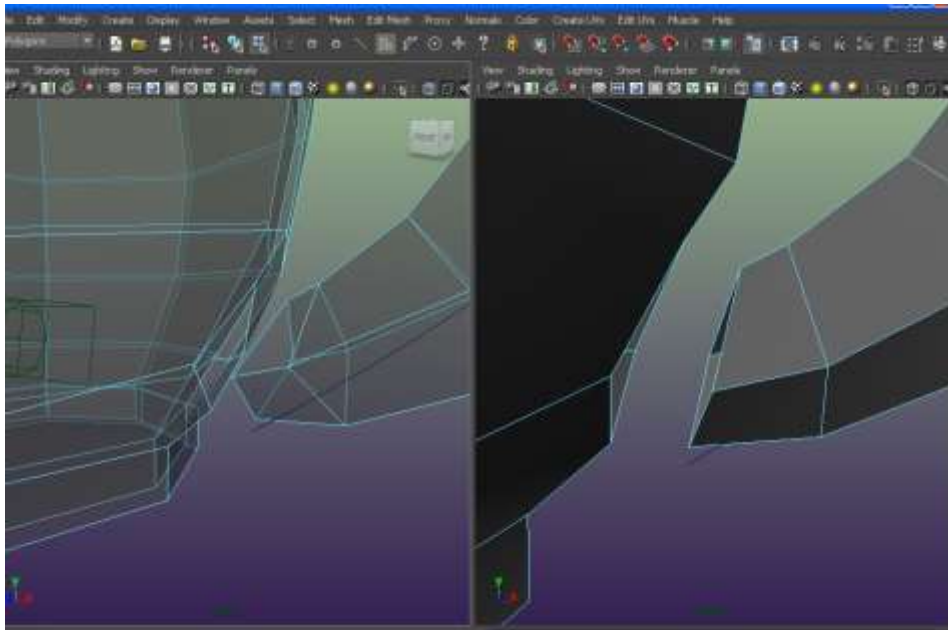 Edit Modify Create Display Window Assets Select Mesh Edit Mesh Proxy Normals Color Create UVs Edit UVs Muscle Help
Shading Lighting Show Renderer Panels
View Shading Lighting Show Renderer Panels